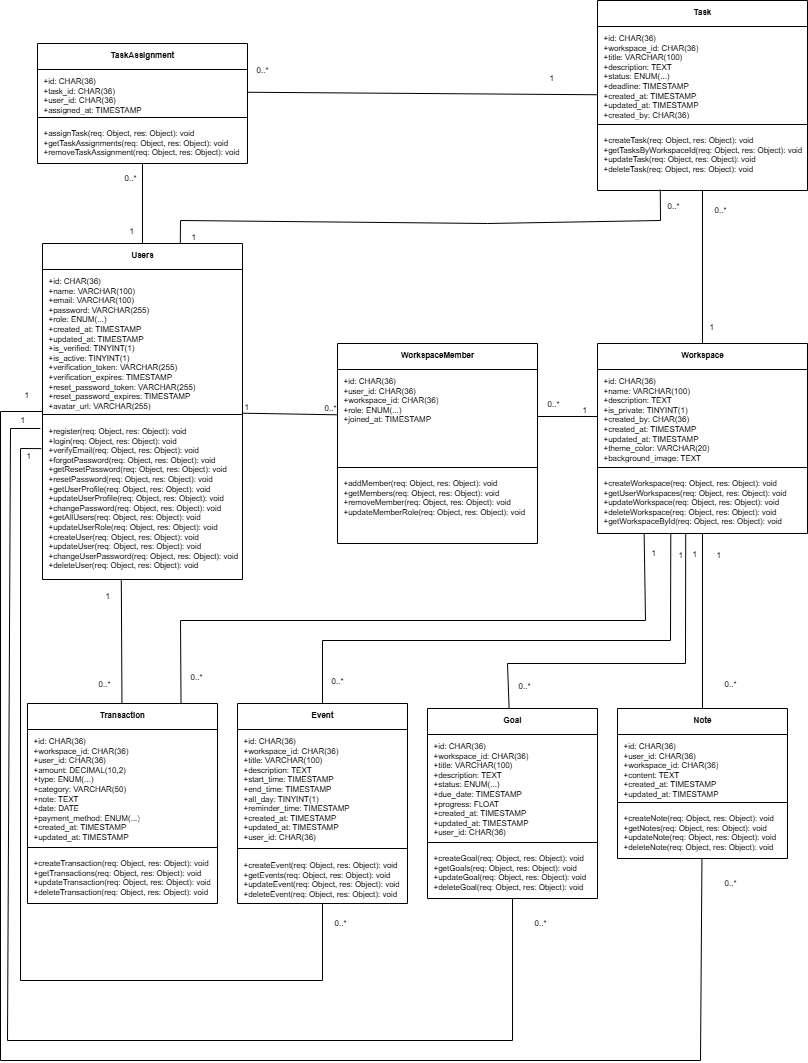 Task
+id: CHAR(36)
+workspace_id: CHAR(36)
+title: VARCHAR(100)
+description: TEXT
+status: ENUM(...)
+deadline: TIMESTAMP
+created_at: TIMESTAMP
+updated_at: TIMESTAMP
+created_by: CHAR(36)
+createTask(req: Object, res: Object): void
+getTasksByWorkspaceId(req: Object, res: Object): void
+updateTask(req: Object, res: Object): void
+deleteTask(req: Object, res: Object): void
TaskAssignment
+id: CHAR(36)
+task_id: CHAR(36)
+user_id: CHAR(36)
+assigned_at: TIMESTAMP
+assignTask(req: Object, res: Object): void
+getTaskAssignments(req: Object, res: Object): void
+removeTaskAssignment(req: Object, res: Object): void
0..*
1
0..*
1
1
0..*
0..*
1
Users
+id: CHAR(36)
+name: VARCHAR(100)
+email: VARCHAR(100)
+password: VARCHAR(255)
+role: ENUM(...)
+created_at: TIMESTAMP
+updated_at: TIMESTAMP
+is_verified: TINYINT(1)
+is_active: TINYINT(1)
+verification_token: VARCHAR(255)
+verification_expires: TIMESTAMP
+reset_password_token: VARCHAR(255)
+reset_password_expires: TIMESTAMP
+avatar_url: VARCHAR(255)
+register(req: Object, res: Object): void
+login(req: Object, res: Object): void
+verifyEmail(req: Object, res: Object): void
+forgotPassword(req: Object, res: Object): void
+getResetPassword(req: Object, res: Object): void
+resetPassword(req: Object, res: Object): void
+getUserProfile(req: Object, res: Object): void
+updateUserProfile(req: Object, res: Object): void
+changePassword(req: Object, res: Object): void
+getAllUsers(req: Object, res: Object): void
+updateUserRole(req: Object, res: Object): void
+createUser(req: Object, res: Object): void
+updateUser(req: Object, res: Object): void
+changeUserPassword(req: Object, res: Object): void
+deleteUser(req: Object, res: Object): void
1
1
1
1
0..*
WorkspaceMember
+id: CHAR(36)
+user_id: CHAR(36)
+workspace_id: CHAR(36)
+role: ENUM(...)
+joined_at: TIMESTAMP
+addMember(req: Object, res: Object): void
+getMembers(req: Object, res: Object): void
+removeMember(req: Object, res: Object): void
+updateMemberRole(req: Object, res: Object): void
0..*
1
Workspace
+id: CHAR(36)
+name: VARCHAR(100)
+description: TEXT
+is_private: TINYINT(1)
+created_by: CHAR(36)
+created_at: TIMESTAMP
+updated_at: TIMESTAMP
+theme_color: VARCHAR(20)
+background_image: TEXT
+createWorkspace(req: Object, res: Object): void
+getUserWorkspaces(req: Object, res: Object): void
+updateWorkspace(req: Object, res: Object): void
+deleteWorkspace(req: Object, res: Object): void
+getWorkspaceById(req: Object, res: Object): void
1
1
1
1
1
0..*
0..*
0..*
0..*
0..*
Transaction
+id: CHAR(36)
+workspace_id: CHAR(36)
+user_id: CHAR(36)
+amount: DECIMAL(10,2)
+type: ENUM(...)
+category: VARCHAR(50)
+note: TEXT
+date: DATE
+payment_method: ENUM(...)
+created_at: TIMESTAMP
+updated_at: TIMESTAMP
+createTransaction(req: Object, res: Object): void
+getTransactions(req: Object, res: Object): void
+updateTransaction(req: Object, res: Object): void
+deleteTransaction(req: Object, res: Object): void
Event
+id: CHAR(36)
+workspace_id: CHAR(36)
+title: VARCHAR(100)
+description: TEXT
+start_time: TIMESTAMP
+end_time: TIMESTAMP
+all_day: TINYINT(1)
+reminder_time: TIMESTAMP
+created_at: TIMESTAMP
+updated_at: TIMESTAMP
+user_id: CHAR(36)
+createEvent(req: Object, res: Object): void
+getEvents(req: Object, res: Object): void
+updateEvent(req: Object, res: Object): void
+deleteEvent(req: Object, res: Object): void
Goal
+id: CHAR(36)
+workspace_id: CHAR(36)
+title: VARCHAR(100)
+description: TEXT
+status: ENUM(...)
+due_date: TIMESTAMP
+progress: FLOAT
+created_at: TIMESTAMP
+updated_at: TIMESTAMP
+user_id: CHAR(36)
+createGoal(req: Object, res: Object): void
+getGoals(req: Object, res: Object): void
+updateGoal(req: Object, res: Object): void
+deleteGoal(req: Object, res: Object): void
Note
+id: CHAR(36)
+user_id: CHAR(36)
+workspace_id: CHAR(36)
+content: TEXT
+created_at: TIMESTAMP
+updated_at: TIMESTAMP
+createNote(req: Object, res: Object): void
+getNotes(req: Object, res: Object): void
+updateNote(req: Object, res: Object): void
+deleteNote(req: Object, res: Object): void
0..*
0..*
0..*